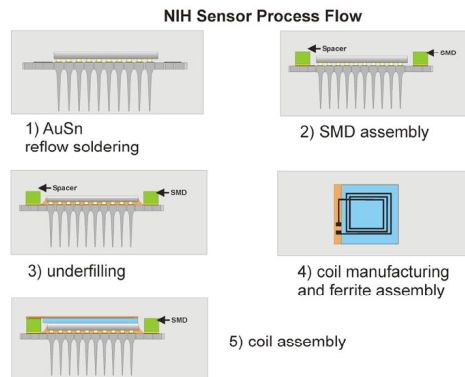 NIH Sensor Process Flow
Spacer
SMD
1) AuSn
reflow soldering
2) SMD assembly
Spacer
SMD
3) underfilling
4) coil manufacturing
and ferrite assembly
SMD
5) coil assembly